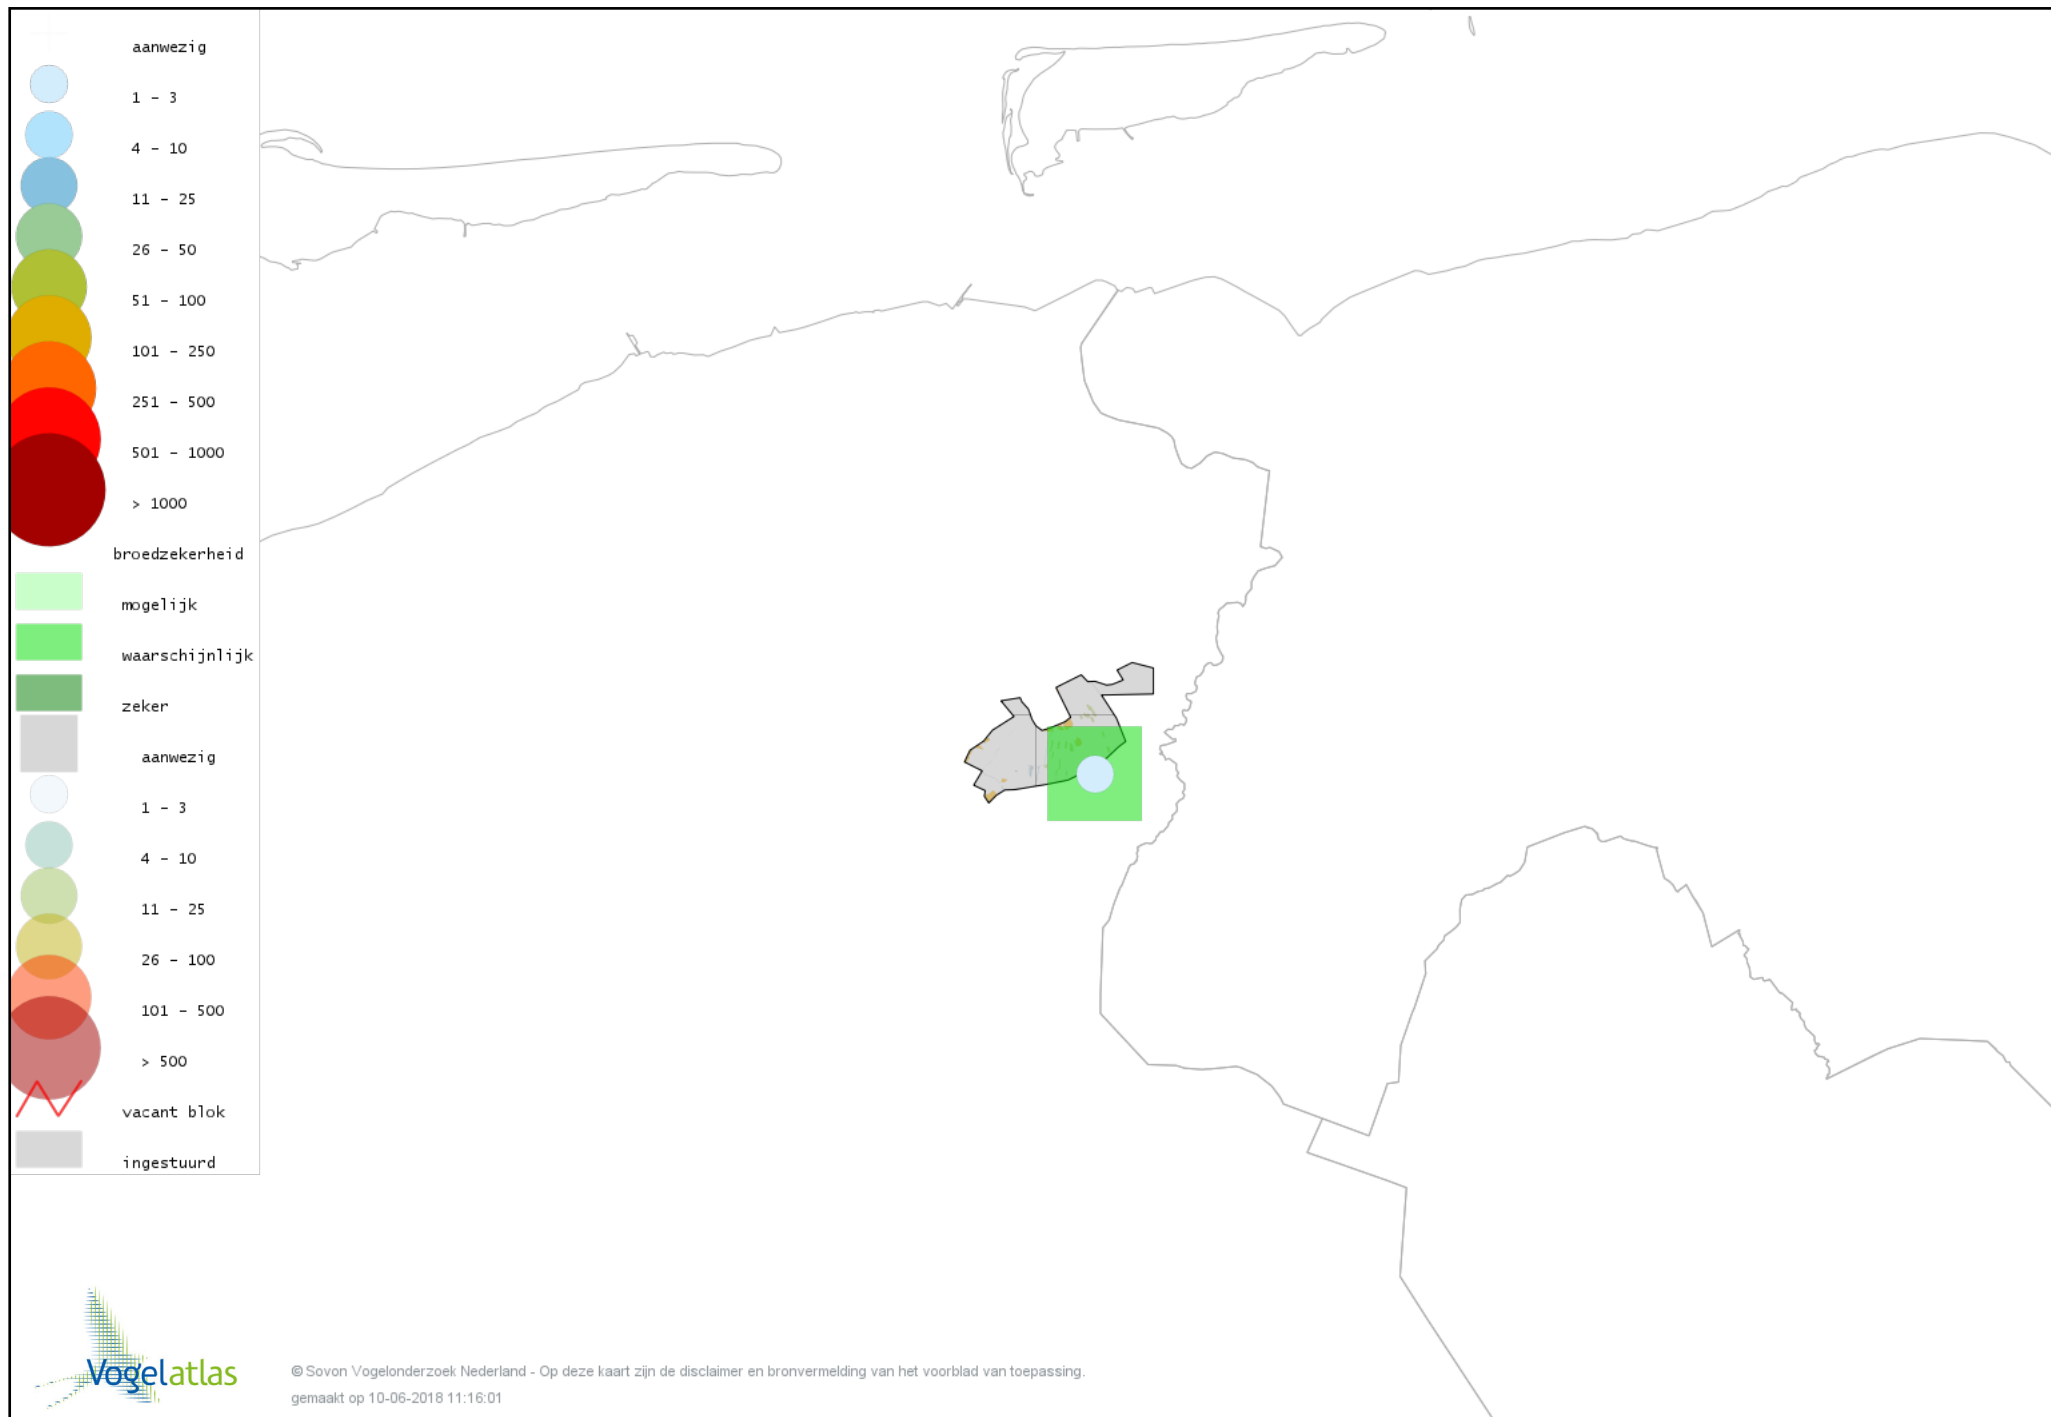 aanwezig
1 - 3
4 - 10
11 - 25
26 - 50
51 - 100
101 - 250
251 - 500
501 - 1000
> 1000
broedzekerheid
mogelijk
waarschijnlijk
zeker
aanwezig
1 - 3
4 - 10
11 - 25
26 - 100
101 - 500
> 500
vacant blok
ingestuurd
Vogelatlas
© Sovon Vogelonderzoek Nederland - Op deze kaart zijn de disclaimer en bronvermelding van het voorblad van toepassing.
gemaakt op 10-06-2018 11:16:01